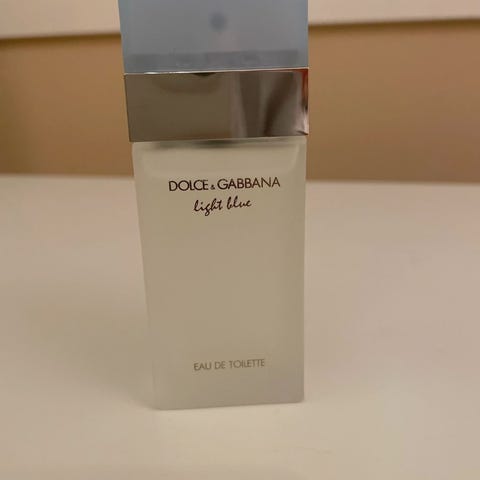 DOLCE & GABBANA
light blue
EAU DE TOILETTE